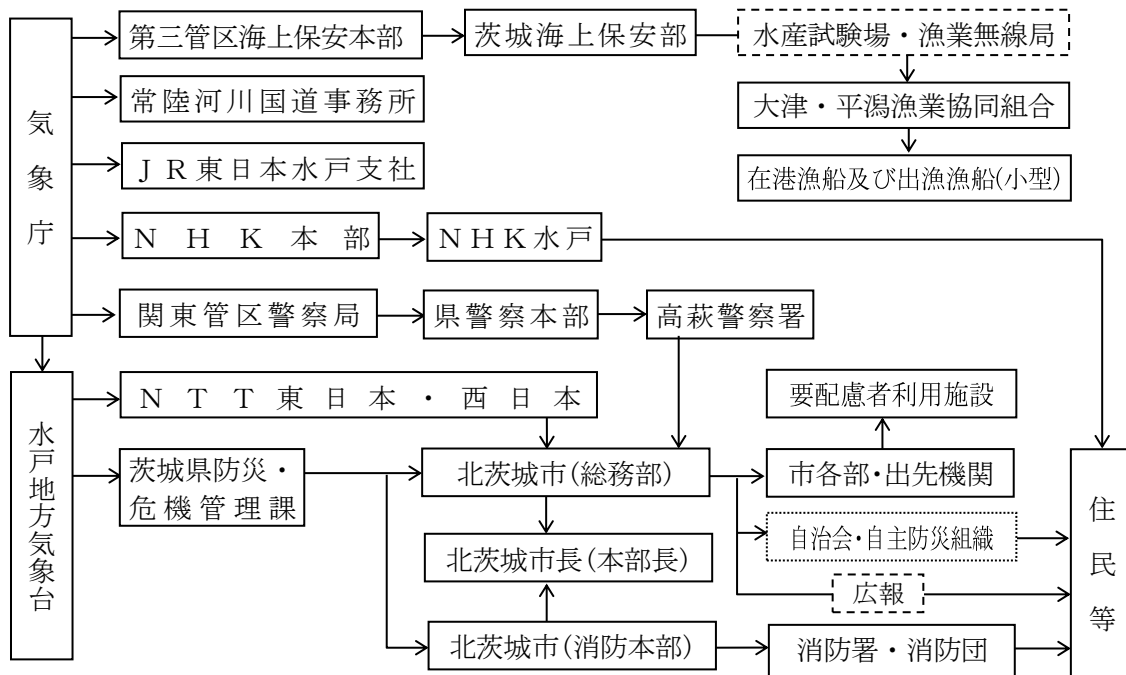 気象庁
第三管区海上保安本部
茨城海上保安部
水産試験場・漁業無線局
常陸河川国道事務所
大津・平潟漁業協同組合
ＪＲ東日本水戸支社
在港漁船及び出漁漁船(小型)
ＮＨＫ本部
ＮＨＫ水戸
関東管区警察局
県警察本部
高萩警察署
水戸地方気象台
ＮＴＴ東日本・西日本
要配慮者利用施設
茨城県防災・
危機管理課
北茨城市(総務部)
市各部・出先機関
自治会・自主防災組織
北茨城市長(本部長)
広報
北茨城市(消防本部)
消防署・消防団
住民等